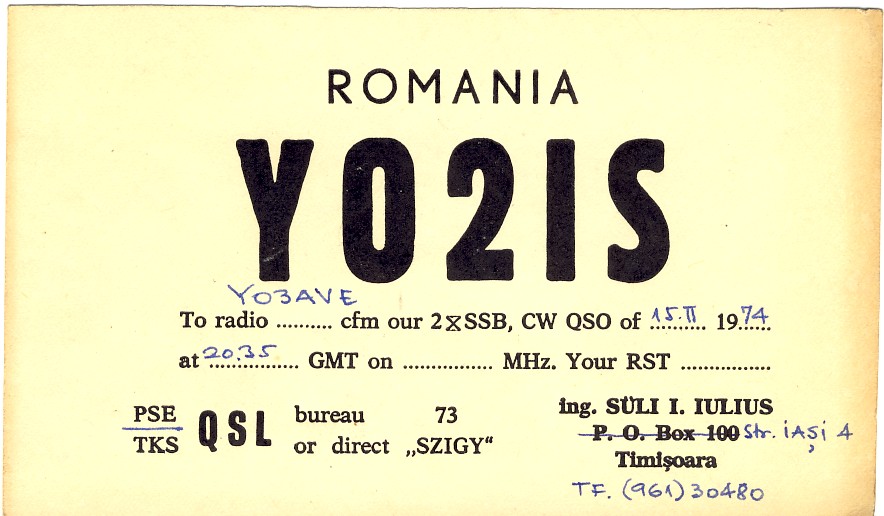 ROMANIA
YO2IS
YO3AVE
To radio .......... cfm our 2xSSB, CW QSO of 15.II 1974
at 20.35 GMT on ................ MHz. Your RST ................
PSE
TKS
QSL
bureau 73
or direct „SZIGY“
ing. SÜLI I. IULIUS
P. O. Box 100 Str. iAȘi 4
Timişoara
TF. (961) 30480